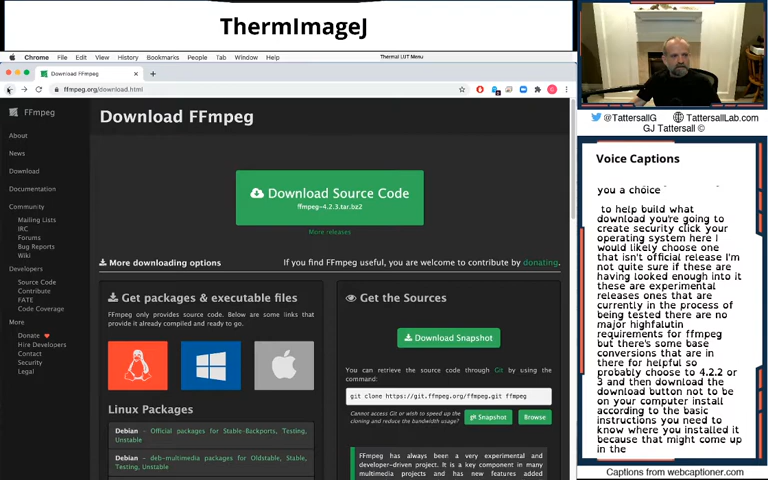 ThermImageJ
Chrome File Edit View History Bookmarks People Tab Window Help Thermal LUT Menu
Download FFmpeg × +
ffmpeg.org/download.html
FFmpeg
About
News
Download
Documentation
Community
Mailing Lists
IRC
Forums
Bug Reports
Wiki
Developers
Source Code
Contribute
FATE
Code Coverage
More
Donate
Hire Developers
Contact
Security
Legal
Download FFmpeg
Download Source Code
ffmpeg-4.2.3.tar.bz2
More releases
More downloading options
If you find FFmpeg useful, you are welcome to contribute by donating.
Get packages & executable files
FFmpeg only provides source code. Below are some links
that provide it already compiled and ready to go.
Linux Packages
Debian - Official packages for Stable-Backports, Testing,
Unstable
Debian - deb-multimedia packages for Oldstable, Stable,
Testing, Unstable
Get the Sources
Download Snapshot
You can retrieve the source code through Git by using the
command:
git clone https://git.ffmpeg.org/ffmpeg.git ffmpeg
Cannot access Git or wish to speed up the
cloning and reduce the bandwidth usage?
Snapshot
Browse
FFmpeg has always been a very experimental and
developer-driven project. It is a key component in many
multimedia projects and has new features added
@TattersallG TattersallLab.com
GJ Tattersall ©
Voice Captions
you a choice
to help build what
download you're going to
create security click your
operating system here I
would likely choose one
that isn't official release I'm
not quite sure if these are
having looked enough into it
these are experimental
releases ones that are
currently in the process of
being tested there are no
major highfalutin
requirements for ffmpeg
but there's some base
conversions that are in
there for helpful so
probably choose to 4.2.2 or
3 and then download the
download button not to be
on your computer install
according to the basic
instructions you need to
know where you installed it
because that might come up
in the
Captions from webcaptioner.com